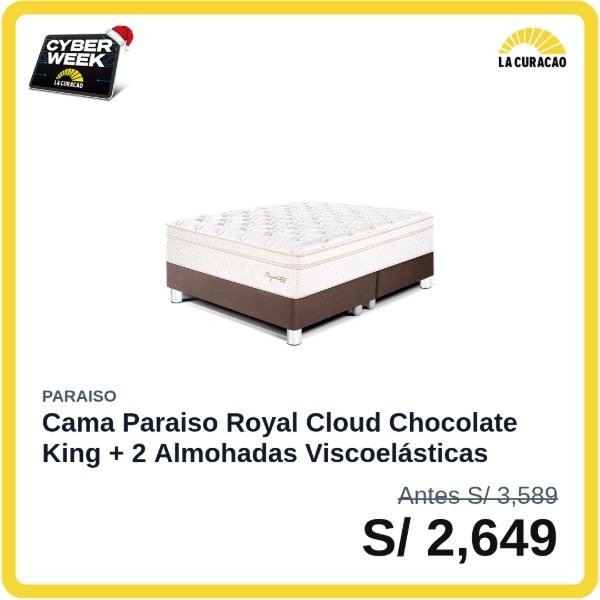 CYBER
WEEK
LA CURACAO
LA CURACAO
PARAISO
Cama Paraiso Royal Cloud Chocolate
King + 2 Almohadas Viscoelásticas
Antes S/ 3,589
S/ 2,649